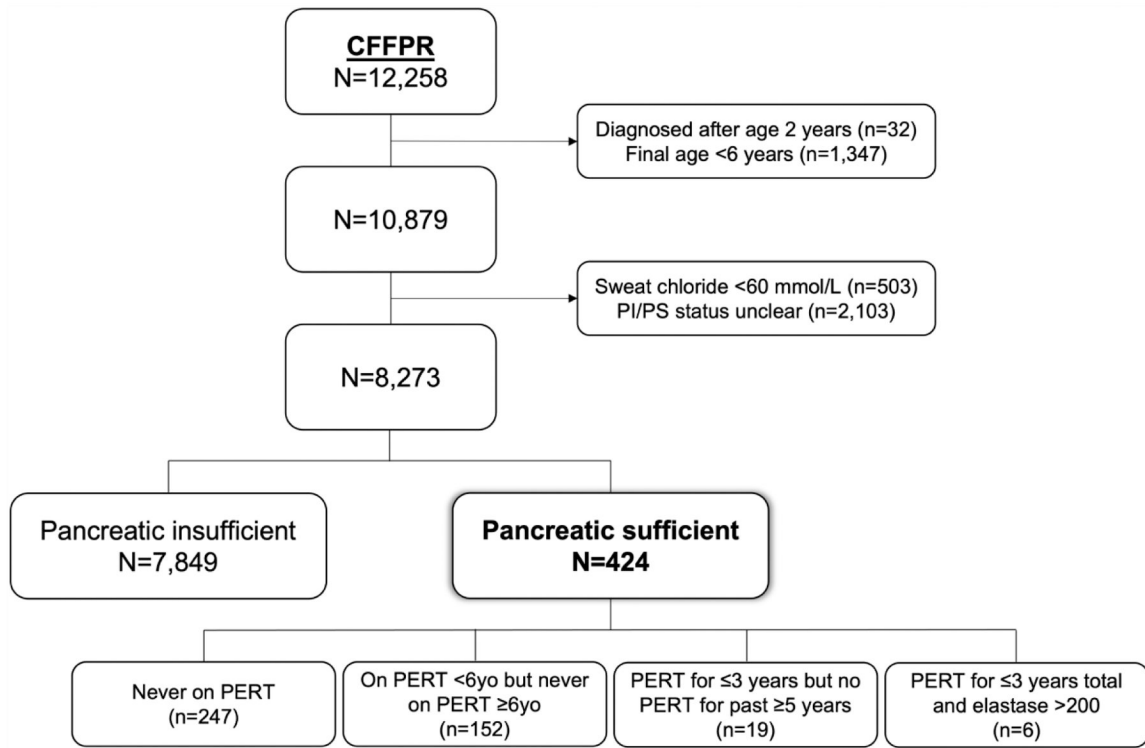 CFFPR
N=12,258
Diagnosed after age 2 years (n=32)
Final age <6 years (n=1,347)
N=10,879
Sweat chloride <60 mmol/L (n=503)
PI/PS status unclear (n=2,103)
N=8,273
Pancreatic insufficient
N=7,849
Pancreatic sufficient
N=424
Never on PERT
(n=247)
On PERT <6yo but never
on PERT ≥6yo
(n=152)
PERT for ≤3 years but no
PERT for past ≥5 years
(n=19)
PERT for ≤3 years total
and elastase >200
(n=6)